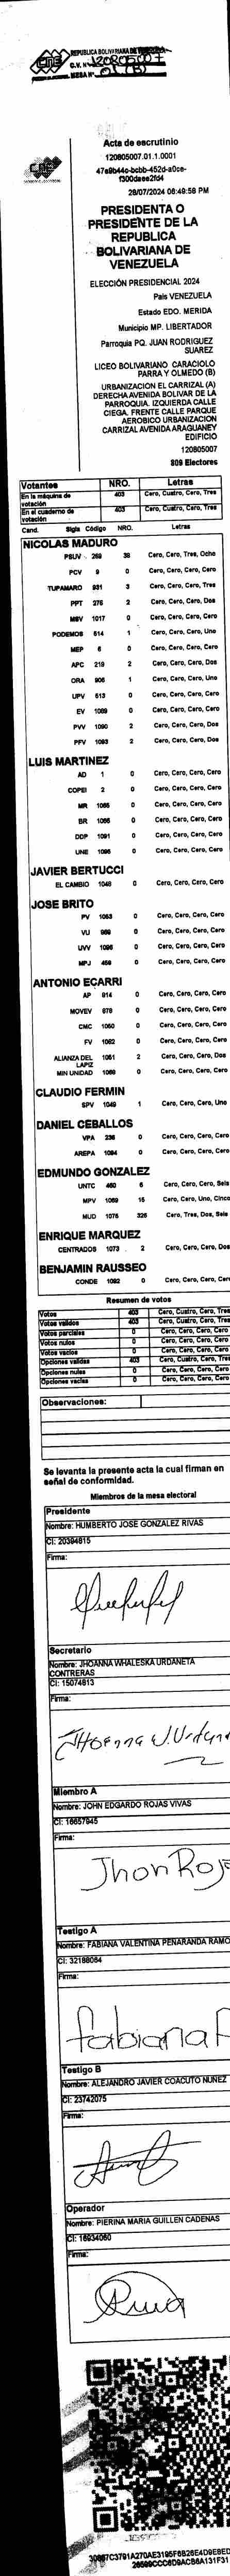 REPUBLICA BOLIVARIANA DE VENEZUELA
C.V. Nº 120805007
MESA Nº 01 (B)
CNE
Acta de escrutinio
120805007.01.1.0001
28/07/2024 06:49:58 PM
PRESIDENTA O
PRESIDENTE DE LA
REPUBLICA
BOLIVARIANA DE
VENEZUELA
ELECCIÓN PRESIDENCIAL 2024
País VENEZUELA
Estado EDO. MERIDA
Municipio MP. LIBERTADOR
Parroquia PQ. JUAN RODRIGUEZ
SUAREZ
LICEO BOLIVARIANO CARACIOLO
PARRA Y OLMEDO (B)
URBANIZACION EL CARRIZAL (A)
DERECHA AVENIDA BOLIVAR DE LA
PARROQUIA. IZQUIERDA CALLE
CIEGA. FRENTE CALLE PARQUE
AEROBICO URBANIZACION
CARRIZAL AVENIDA ARAGUANEY
EDIFICIO
120805007
809 Electores
Votantes NRO. Letras
En la máquina de votación 403 Cero, Cuatro, Cero, Tres
En el cuaderno de votación 403 Cero, Cuatro, Cero, Tres
Cand. Sigla Código NRO. Letras
NICOLAS MADURO
PSUV 269 38 Cero, Cero, Tres, Ocho
PCV 9 0 Cero, Cero, Cero, Cero
TUPAMARO 931 3 Cero, Cero, Cero, Tres
PPT 276 2 Cero, Cero, Cero, Dos
MSV 1017 0 Cero, Cero, Cero, Cero
PODEMOS 514 1 Cero, Cero, Cero, Uno
MEP 6 0 Cero, Cero, Cero, Cero
APC 219 2 Cero, Cero, Cero, Dos
ORA 906 1 Cero, Cero, Cero, Uno
UPV 513 0 Cero, Cero, Cero, Cero
EV 1089 0 Cero, Cero, Cero, Cero
PVV 1090 2 Cero, Cero, Cero, Dos
PFV 1093 2 Cero, Cero, Cero, Dos
LUIS MARTINEZ
AD 1 0 Cero, Cero, Cero, Cero
COPEI 2 0 Cero, Cero, Cero, Cero
MR 1065 0 Cero, Cero, Cero, Cero
BR 1066 0 Cero, Cero, Cero, Cero
DDP 1091 0 Cero, Cero, Cero, Cero
UNE 1095 0 Cero, Cero, Cero, Cero
JAVIER BERTUCCI
EL CAMBIO 1048 0 Cero, Cero, Cero, Cero
JOSE BRITO
PV 1053 0 Cero, Cero, Cero, Cero
VU 969 0 Cero, Cero, Cero, Cero
UVV 1096 0 Cero, Cero, Cero, Cero
MPJ 459 0 Cero, Cero, Cero, Cero
ANTONIO ECARRI
AP 914 0 Cero, Cero, Cero, Cero
MOVEV 878 0 Cero, Cero, Cero, Cero
CMC 1050 0 Cero, Cero, Cero, Cero
FV 1062 0 Cero, Cero, Cero, Cero
ALIANZA DEL LAPIZ 1051 2 Cero, Cero, Cero, Dos
MIN UNIDAD 1069 0 Cero, Cero, Cero, Cero
CLAUDIO FERMIN
SPV 1049 1 Cero, Cero, Cero, Uno
DANIEL CEBALLOS
VPA 236 0 Cero, Cero, Cero, Cero
AREPA 1094 0 Cero, Cero, Cero, Cero
EDMUNDO GONZALEZ
UNTC 460 6 Cero, Cero, Cero, Seis
MPV 1069 15 Cero, Cero, Uno, Cinco
MUD 1075 326 Cero, Tres, Dos, Seis
ENRIQUE MARQUEZ
CENTRADOS 1073 2 Cero, Cero, Cero, Dos
BENJAMIN RAUSSEO
CONDE 1092 0 Cero, Cero, Cero, Cero
Resumen de votos
Votos 403 Cero, Cuatro, Cero, Tres
Votos válidos 403 Cero, Cuatro, Cero, Tres
Votos parciales 0 Cero, Cero, Cero, Cero
Votos nulos 0 Cero, Cero, Cero, Cero
Votos vacíos 0 Cero, Cero, Cero, Cero
Opciones válidas 403 Cero, Cuatro, Cero, Tres
Opciones nulas 0 Cero, Cero, Cero, Cero
Opciones vacías 0 Cero, Cero, Cero, Cero
Observaciones:
Se levanta la presente acta la cual firman en
señal de conformidad.
Miembros de la mesa electoral
Presidente
Nombre: HUMBERTO JOSE GONZALEZ RIVAS
CI: 20394815
Firma:
Secretario
Nombre: JHOANNA WHALESKA URDANETA
CONTRERAS
CI: 15074813
Firma:
Jhoanna W. Urdan
Miembro A
Nombre: JOHN EDGARDO ROJAS VIVAS
CI: 16657945
Firma:
Jhon Roj
Testigo A
Nombre: FABIANA VALENTINA PEÑARANDA RAMO
CI: 32188064
Firma:
fabiana P
Testigo B
Nombre: ALEJANDRO JAVIER COACUTO NUÑEZ
CI: 23742075
Firma:
Operador
Nombre: PIERINA MARIA GUILLEN CADENAS
CI: 16934060
Firma: